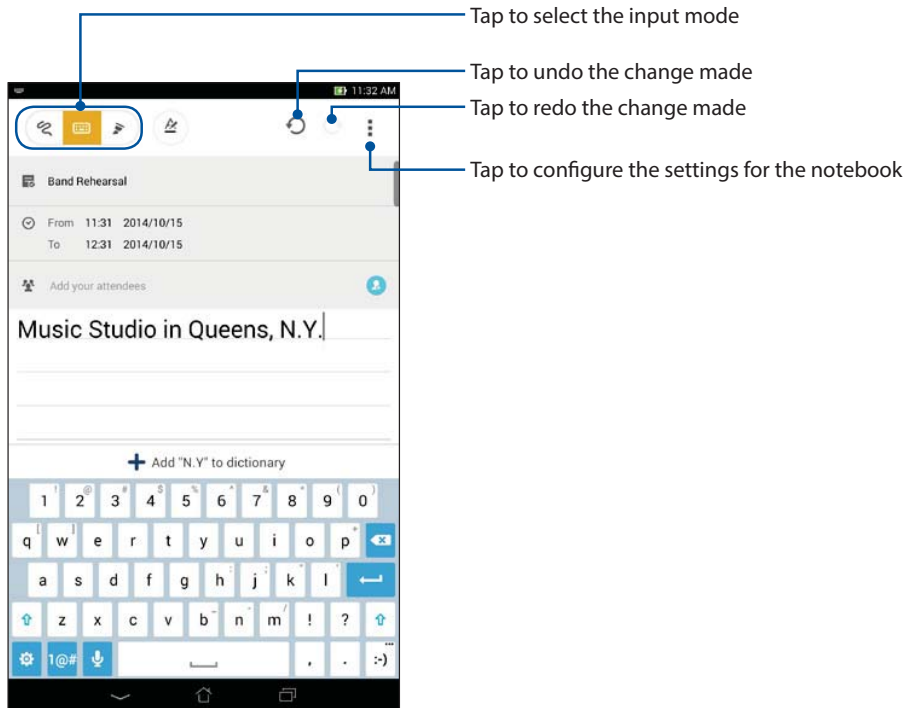 Tap to select the input mode
Tap to undo the change made
Tap to redo the change made
Tap to configure the settings for the notebook
11:32 AM
Band Rehearsal
From 11:31 2014/10/15
To 12:31 2014/10/15
Add your attendees
Music Studio in Queens, N.Y.
Add "N.Y" to dictionary
1 2 3 4 5 6 7 8 9 0
q w e r t y u i o p
a s d f g h j k l
z x c v b n m ! ?
1@# , . :-)